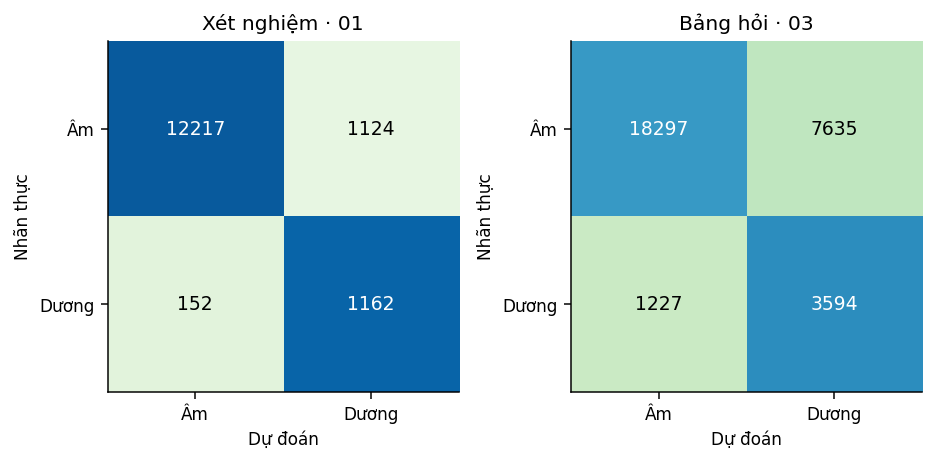 Xét nghiệm · 01
Nhãn thực
Âm
12217
1124
Dương
152
1162
Âm
Dương
Dự đoán
Bảng hỏi · 03
Nhãn thực
Âm
18297
7635
Dương
1227
3594
Âm
Dương
Dự đoán